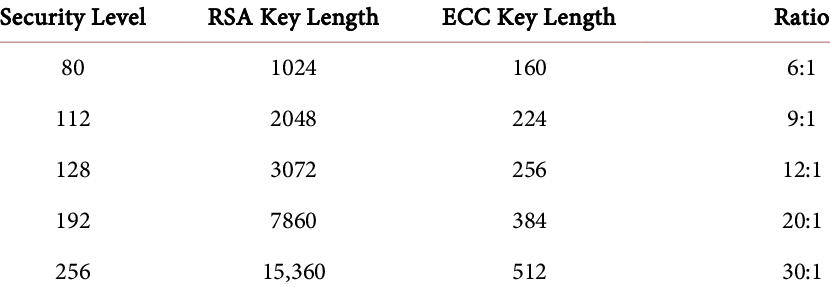 Security Level RSA Key Length ECC Key Length Ratio
80 1024 160 6:1
112 2048 224 9:1
128 3072 256 12:1
192 7860 384 20:1
256 15,360 512 30:1